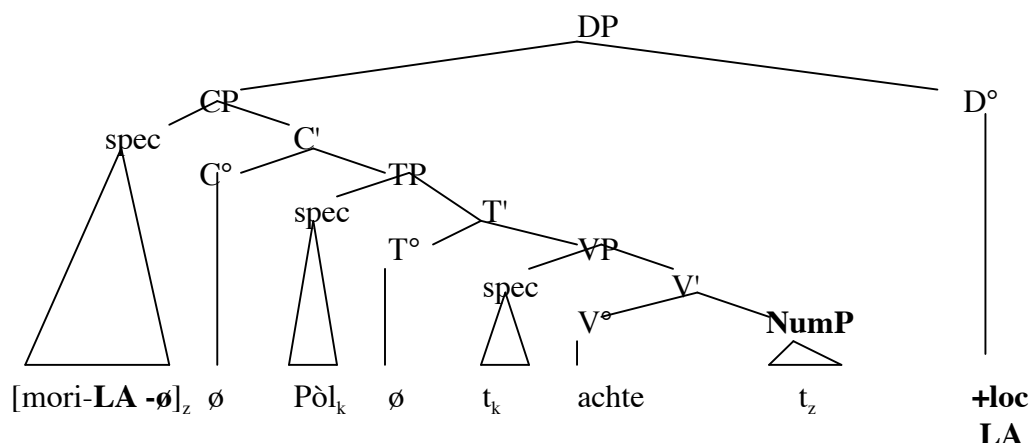 DP
CP D°
spec C'
C° TP
spec T'
T° VP
spec V'
V° NumP
[mori-LA -ø]z ø Pòlk ø tk achte tz +loc
LA